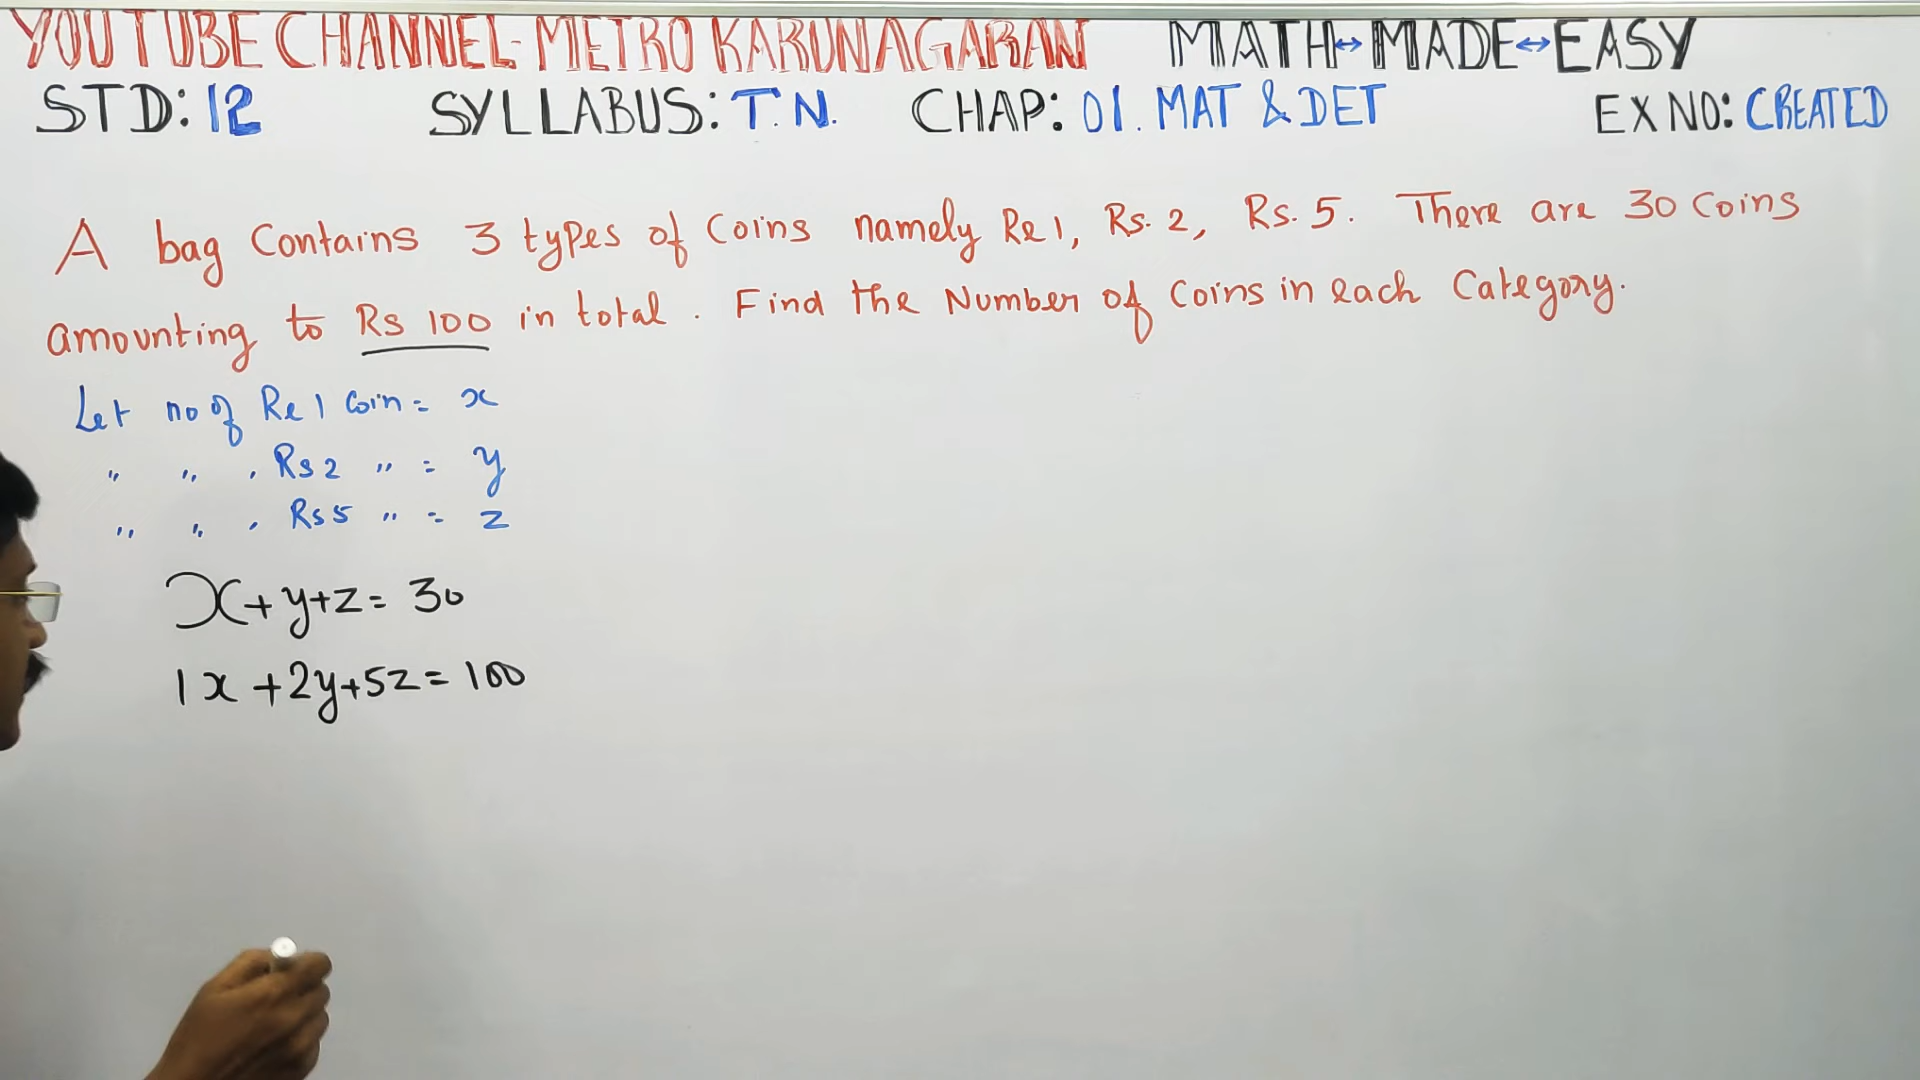 YOUTUBE CHANNEL-METRO KARUNAGARAN MATH↔MADE↔EASY
STD: 12 SYLLABUS: T.N. CHAP: 01. MAT & DET EX NO: CREATED
A bag Contains 3 types of Coins namely Re 1, Rs. 2, Rs. 5. There are 30 Coins
amounting to Rs 100 in total. Find the Number of Coins in each Category.
Let no of Re 1 Coin = x
" " " Rs 2 " = y
" " " Rs 5 " = z
x+y+z= 30
1x +2y+5z= 100